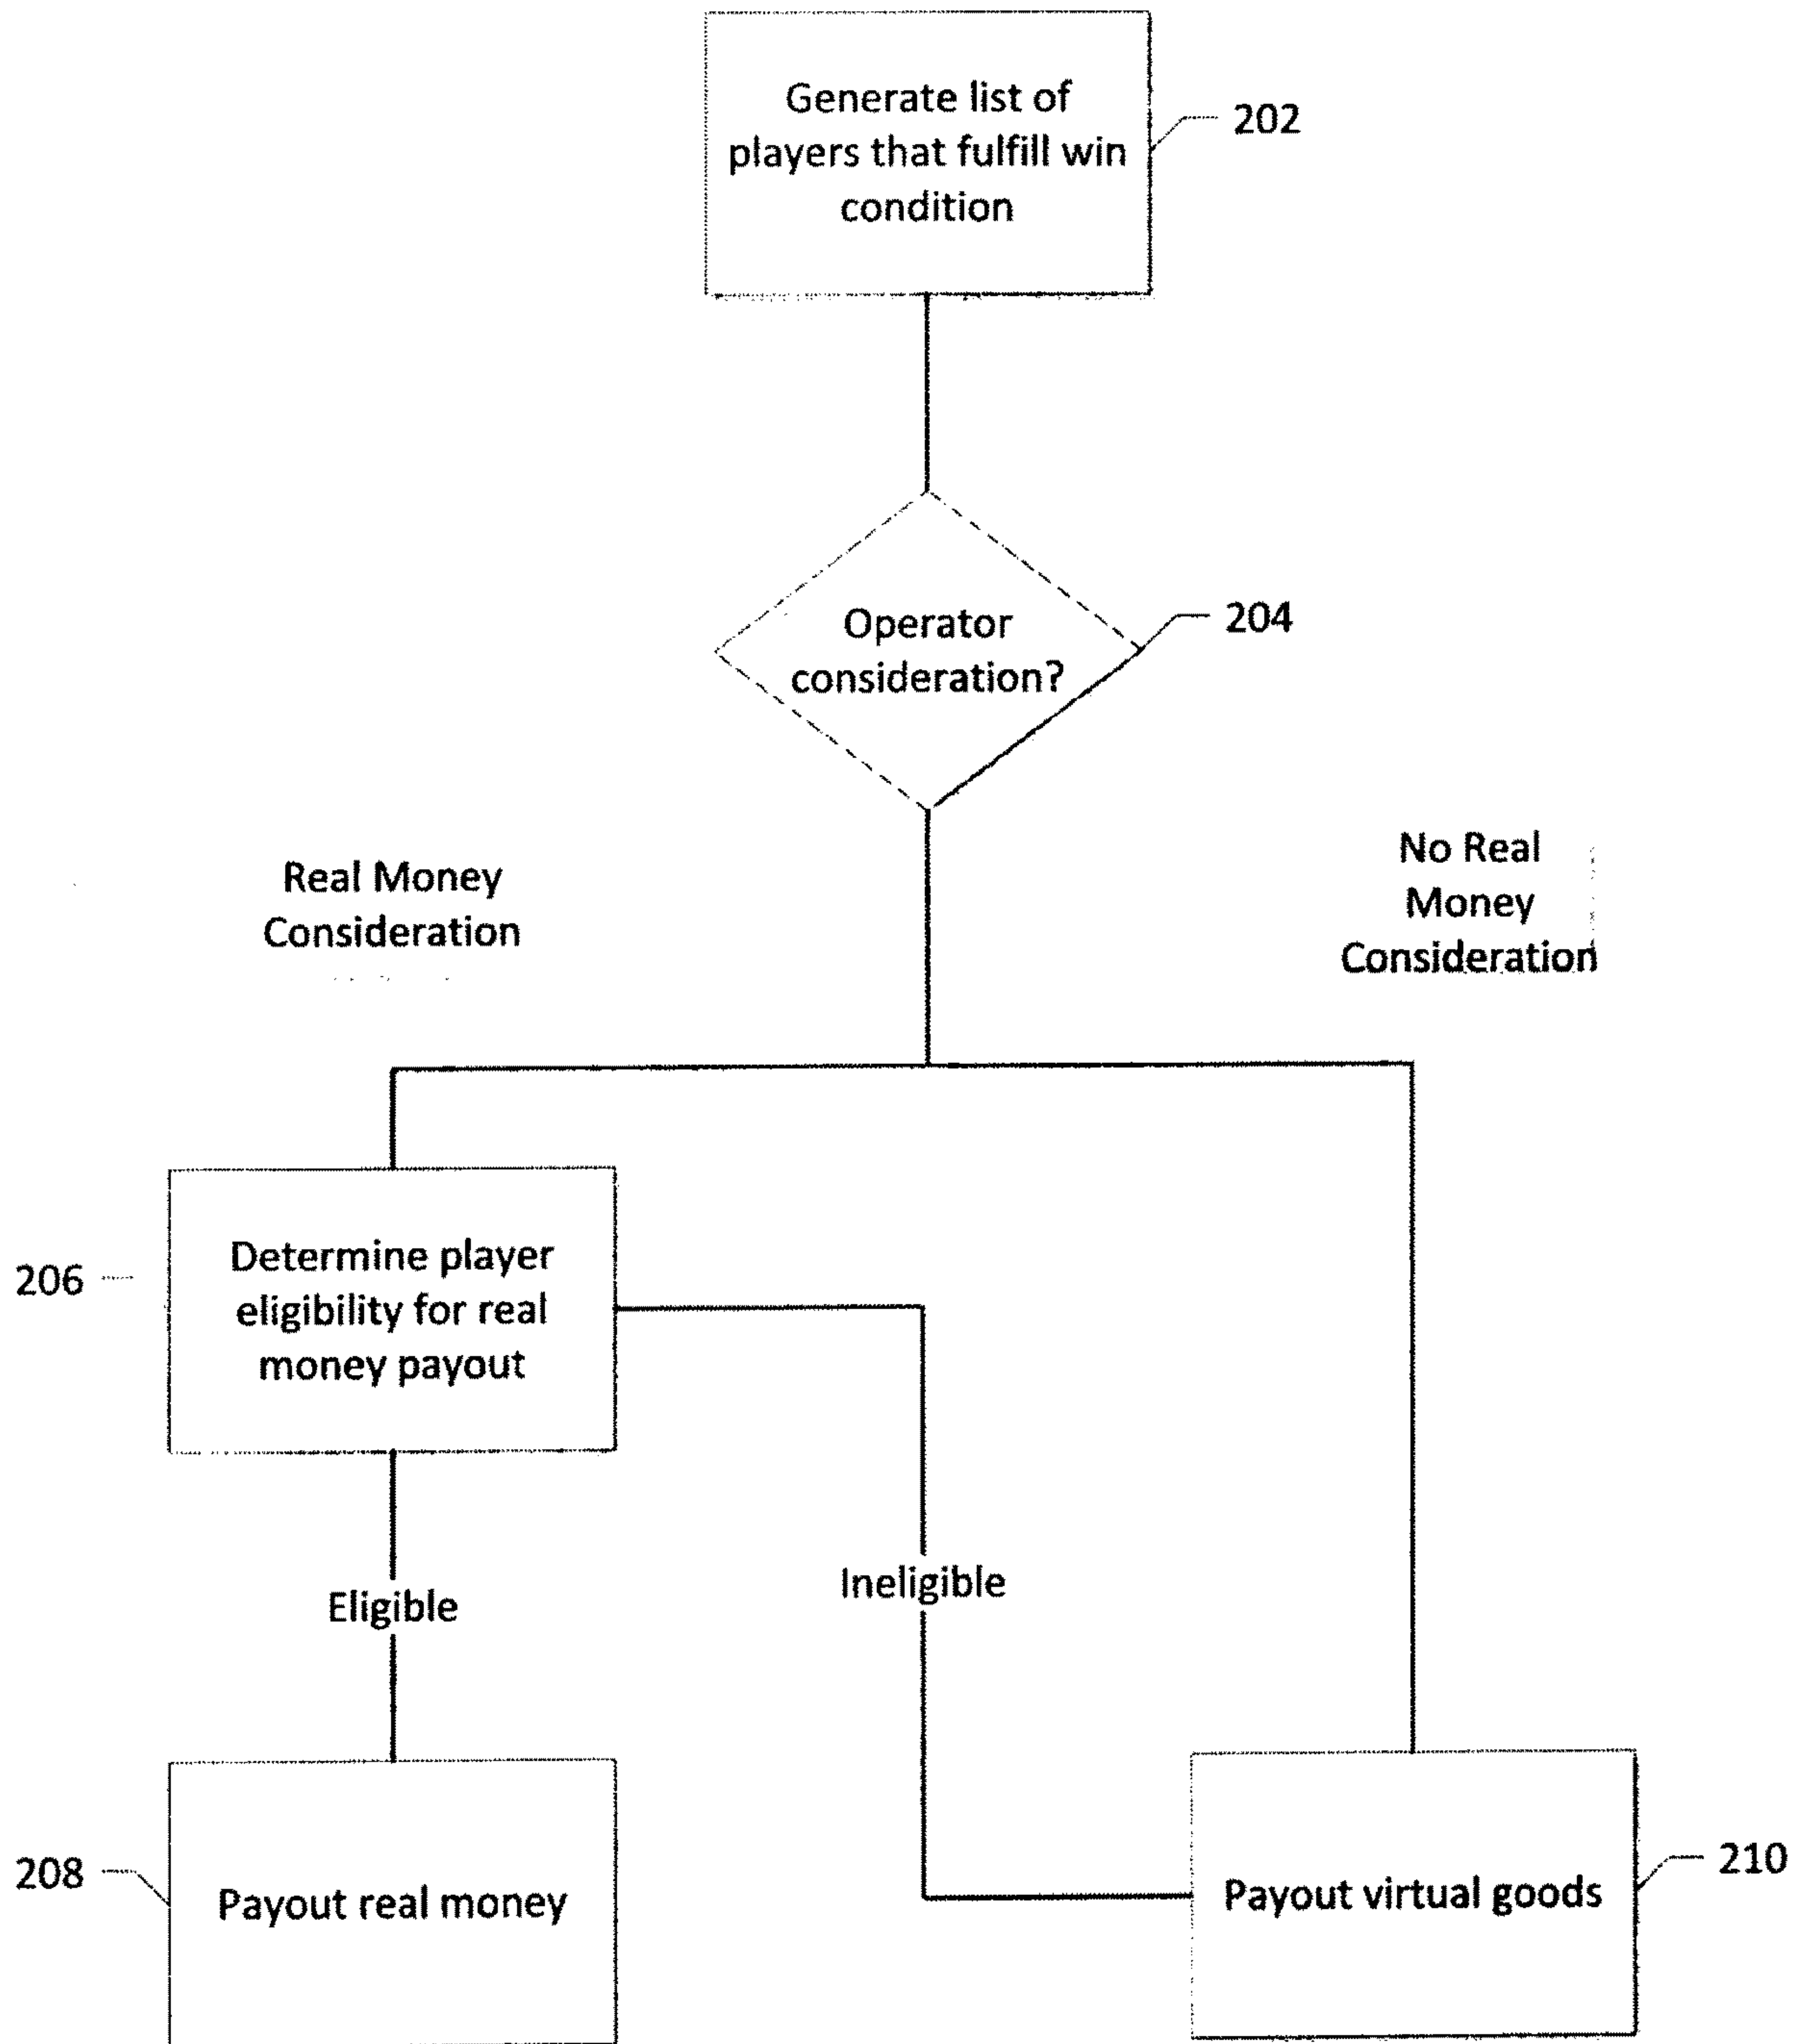 Generate list of
players that fulfill win
condition
202
Operator
consideration?
204
Real Money
Consideration
No Real
Money
Consideration
206
Determine player
eligibility for real
money payout
Eligible
Ineligible
208
Payout real money
Payout virtual goods
210